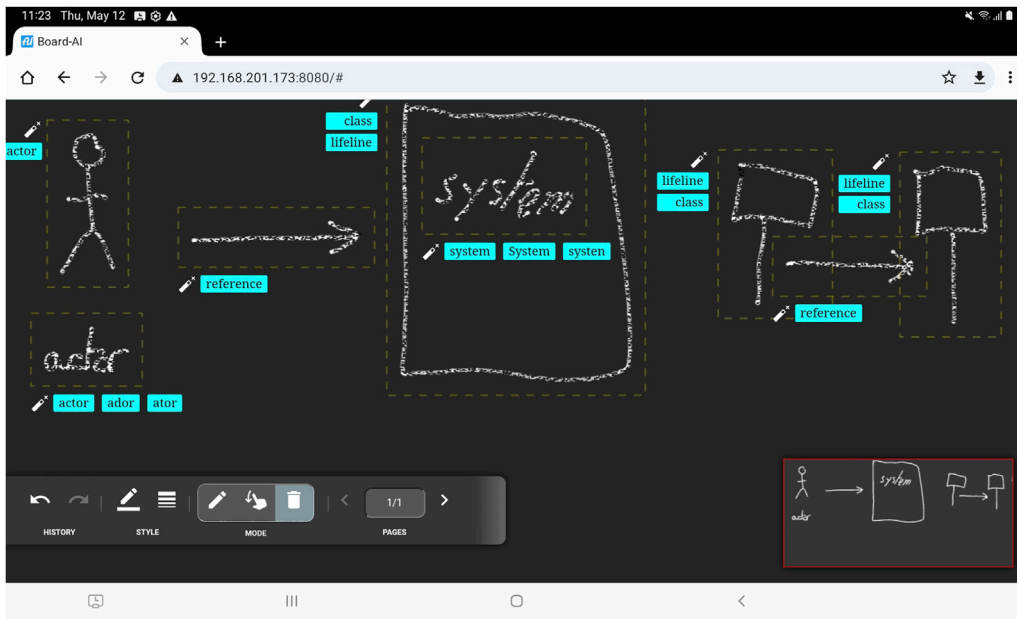 11:23 Thu, May 12
Board-AI
192.168.201.173:8080/#
actor
class
lifeline
system
system System systen
reference
lifeline
class
lifeline
class
reference
actor
actor ador ator
HISTORY STYLE MODE PAGES
1/1
system
actor